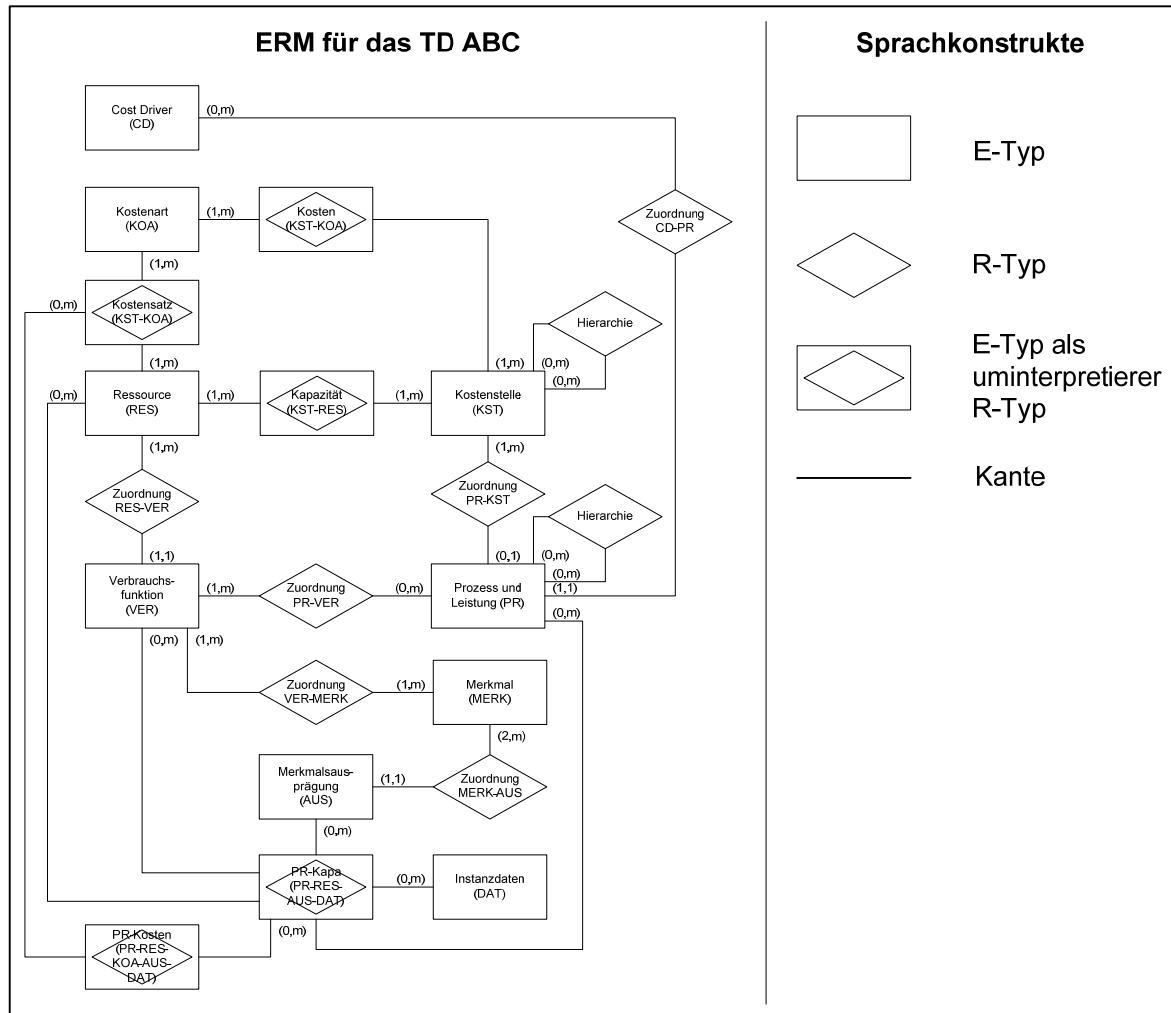 ERM für das TD ABC
Cost Driver
(CD)
(0,m)
Kostenart
(KOA)
(1,m)
Kosten
(KST-KOA)
Zuordnung
CD-PR
(1,m)
(0,m)
Kostensatz
(KST-KOA)
Hierarchie
(1,m)
(1,m)
(0,m)
(0,m)
(0,m)
Ressource
(RES)
(1,m)
Kapazität
(KST-RES)
(1,m)
Kostenstelle
(KST)
(1,m)
(1,m)
Zuordnung
RES-VER
Zuordnung
PR-KST
Hierarchie
(1,1)
(0,1)
(0,m)
(0,m)
(1,1)
Verbrauchs-
funktion
(VER)
(1,m)
Zuordnung
PR-VER
(0,m)
Prozess und
Leistung (PR)
(0,m)
(0,m)
(1,m)
Zuordnung
VER-MERK
(1,m)
Merkmal
(MERK)
(2,m)
Merkmalsaus-
prägung
(AUS)
(1,1)
Zuordnung
MERK-AUS
(0,m)
PR-Kapa
(PR-RES-
AUS-DAT)
(0,m)
Instanzdaten
(DAT)
(0,m)
PR-Kosten
(PR-RES-
KOA-AUS-
DAT)
Sprachkonstrukte
E-Typ
R-Typ
E-Typ als
uminterpretierer
R-Typ
Kante